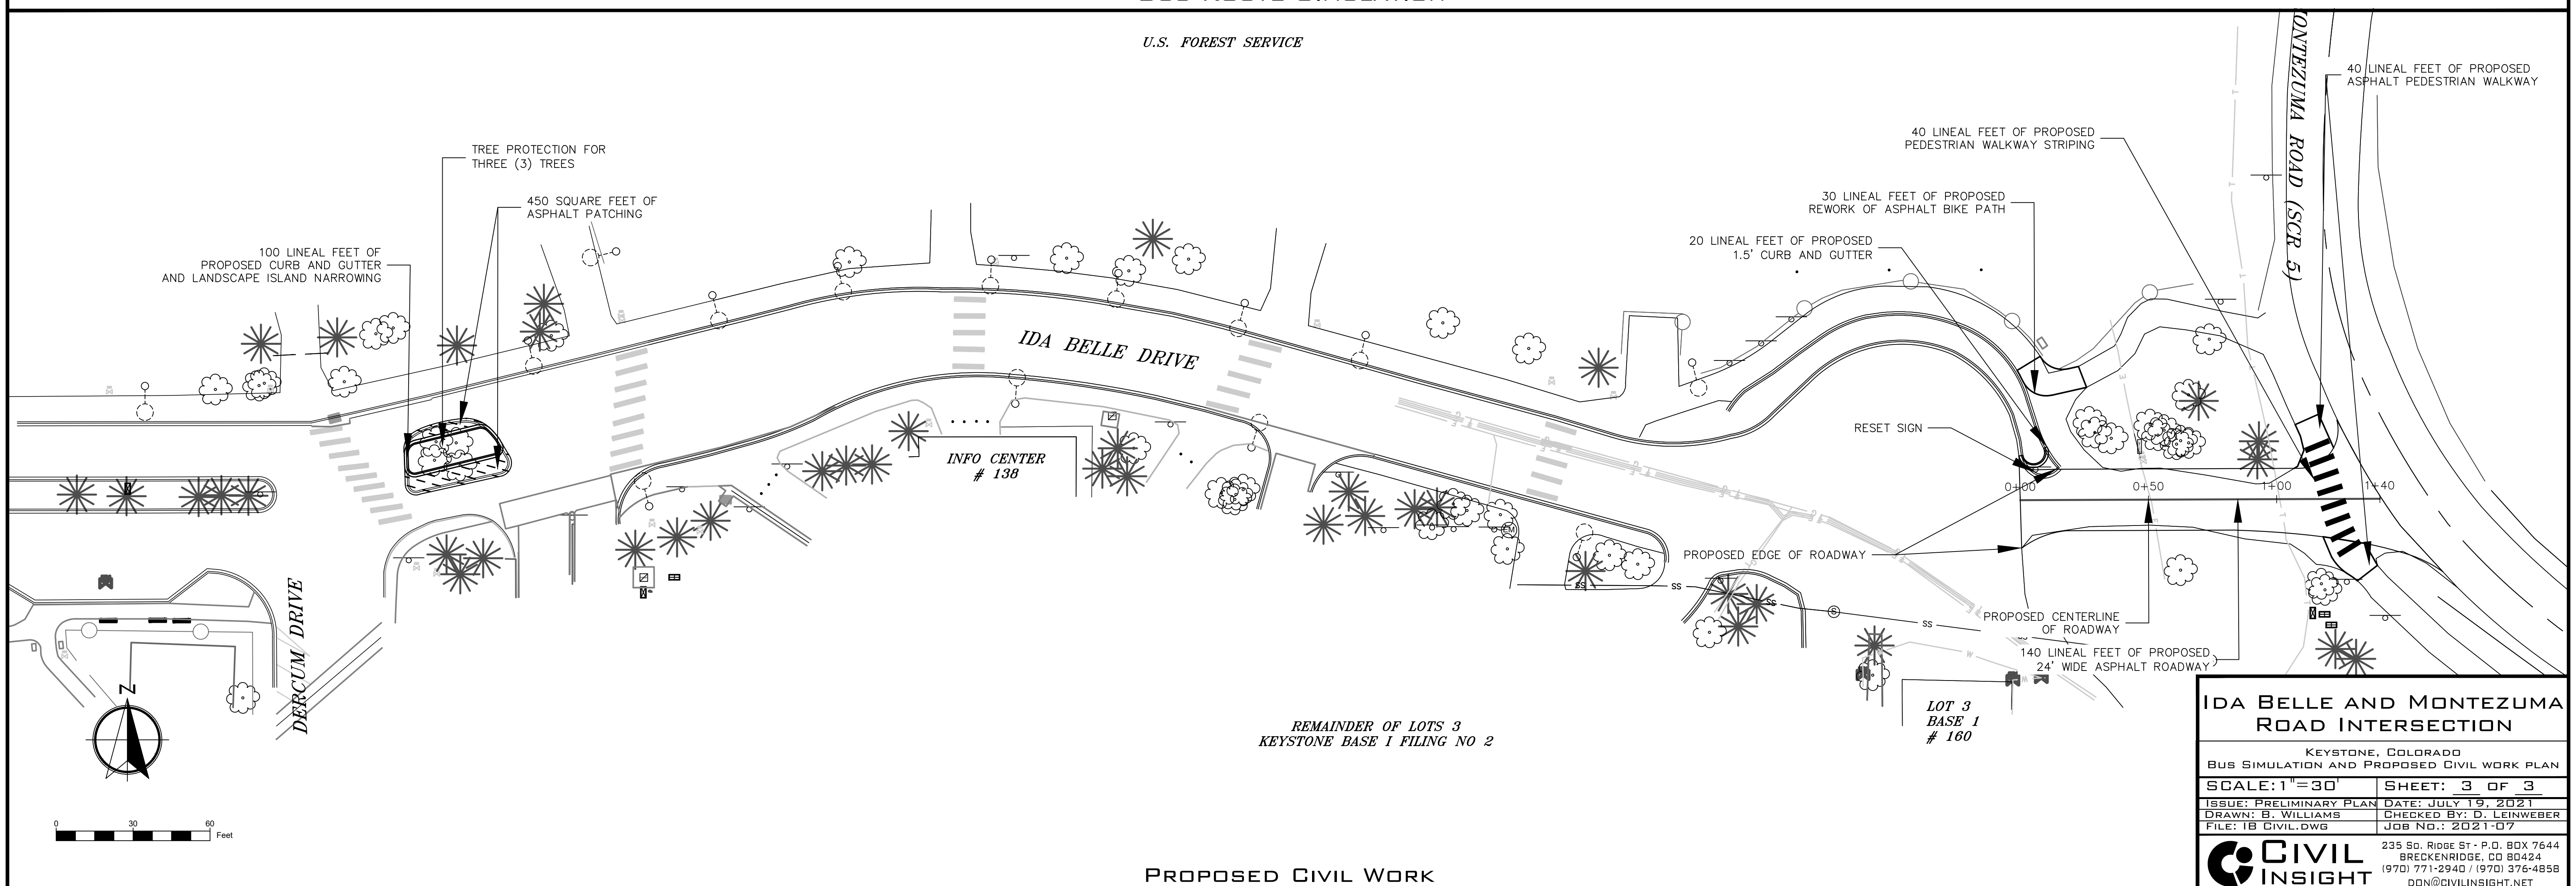 U.S. FOREST SERVICE
40 LINEAL FEET OF PROPOSED
ASPHALT PEDESTRIAN WALKWAY
ONTEZUMA ROAD (SCR 5)
40 LINEAL FEET OF PROPOSED
PEDESTRIAN WALKWAY STRIPING
TREE PROTECTION FOR
THREE (3) TREES
450 SQUARE FEET OF
ASPHALT PATCHING
30 LINEAL FEET OF PROPOSED
REWORK OF ASPHALT BIKE PATH
20 LINEAL FEET OF PROPOSED
1.5' CURB AND GUTTER
100 LINEAL FEET OF
PROPOSED CURB AND GUTTER
AND LANDSCAPE ISLAND NARROWING
IDA BELLE DRIVE
RESET SIGN
INFO CENTER
# 138
0+00
0+50
1+00
1+40
PROPOSED EDGE OF ROADWAY
SS
SS
SS
S
SS
PROPOSED CENTERLINE
OF ROADWAY
140 LINEAL FEET OF PROPOSED
24' WIDE ASPHALT ROADWAY
DERCUM DRIVE
Z
LOT 3
BASE 1
# 160
REMAINDER OF LOTS 3
KEYSTONE BASE I FILING NO 2
0 30 60
Feet
PROPOSED CIVIL WORK
IDA BELLE AND MONTEZUMA
ROAD INTERSECTION
KEYSTONE, COLORADO
BUS SIMULATION AND PROPOSED CIVIL WORK PLAN
SCALE: 1"=30'
SHEET: 3 OF 3
ISSUE: PRELIMINARY PLAN
DATE: JULY 19, 2021
DRAWN: B. WILLIAMS
CHECKED BY: D. LEINWEBER
FILE: IB CIVIL.DWG
JOB NO.: 2021-07
CIVIL
INSIGHT
235 SO. RIDGE ST - P.O. BOX 7644
BRECKENRIDGE, CO 80424
(970) 771-2940 / (970) 376-4858
DON@CIVILINSIGHT.NET